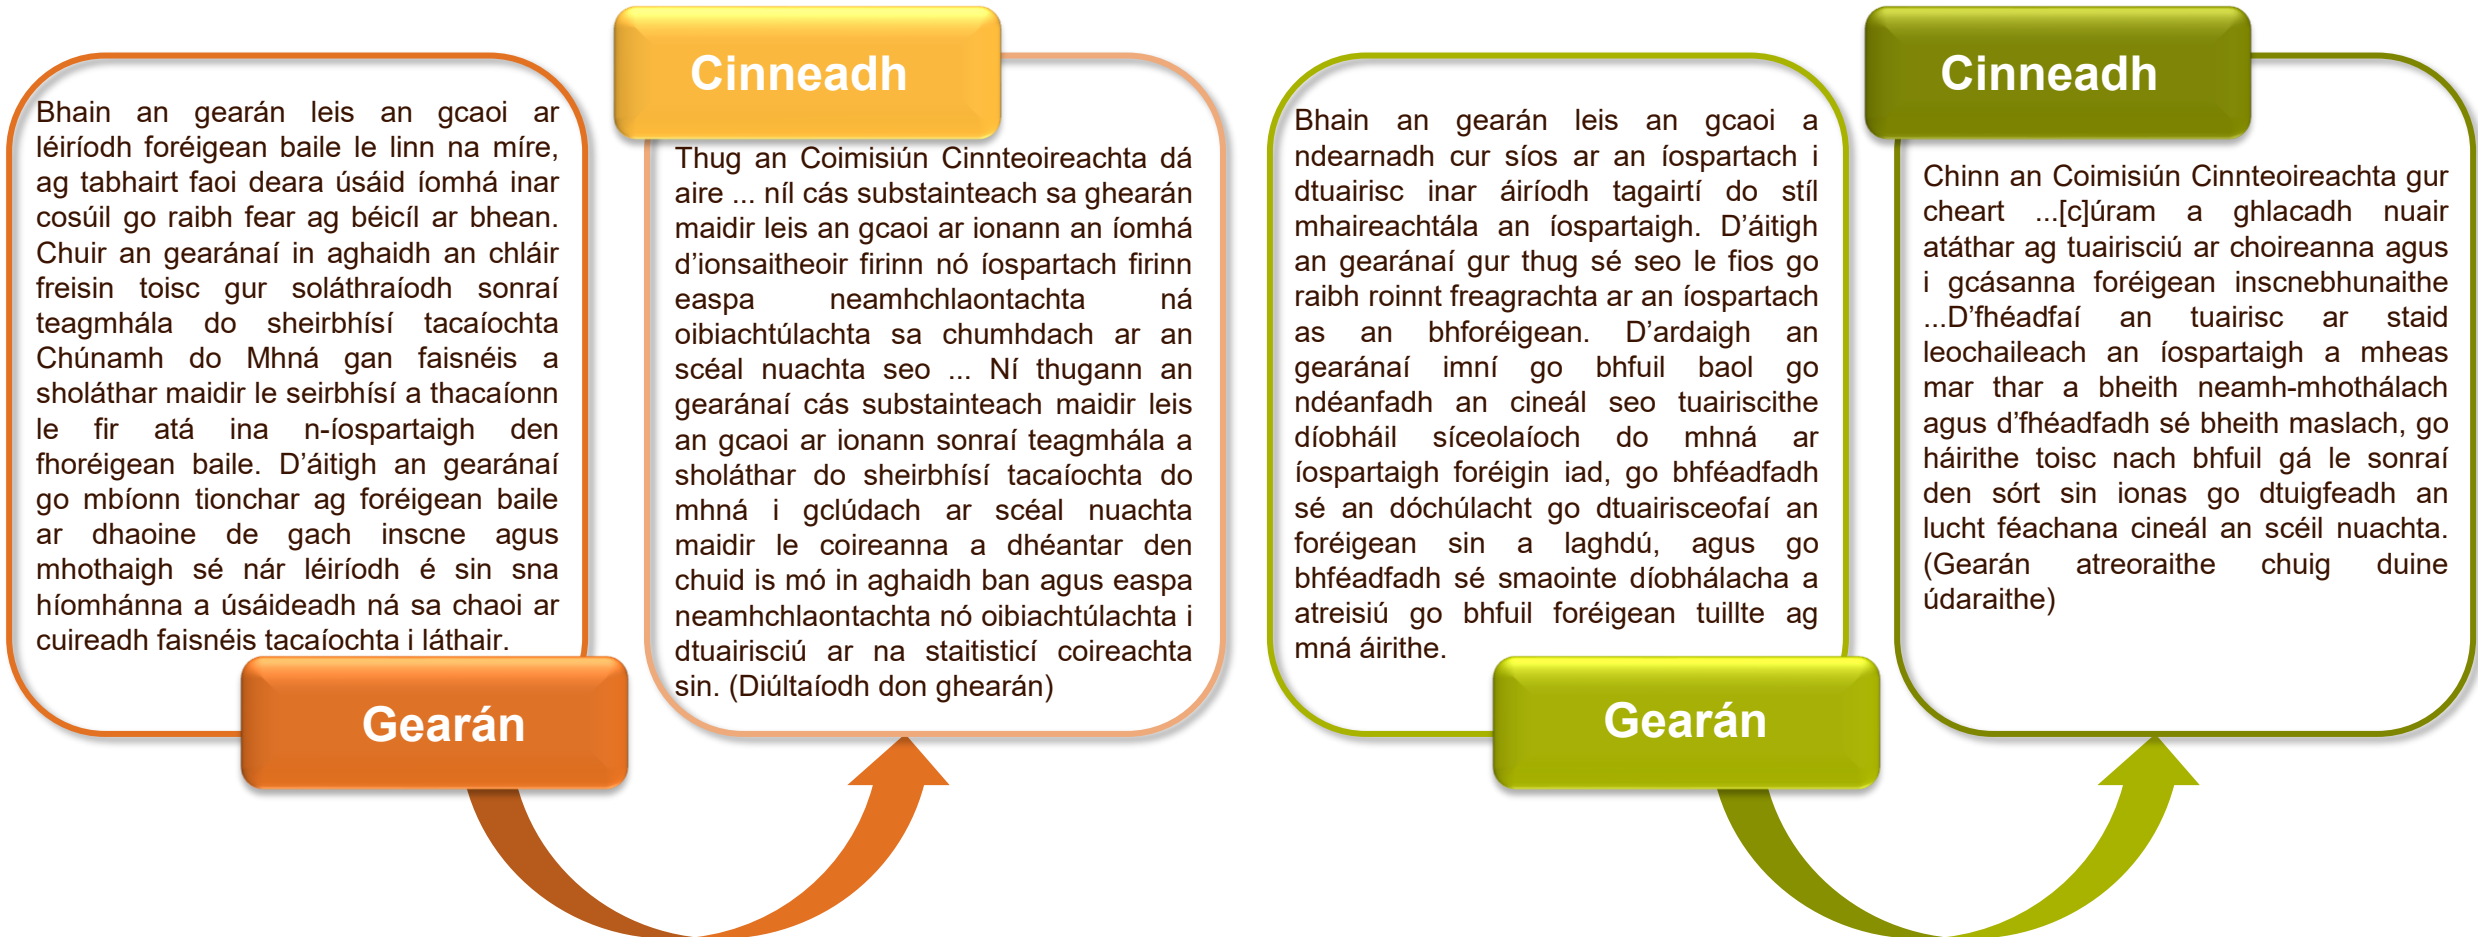 Bhain an gearán leis an gcaoi ar
léiríodh foréigean baile le linn na míre,
ag tabhairt faoi deara úsáid íomhá inar
cosúil go raibh fear ag béicíl ar bhean.
Chuir an gearánaí in aghaidh an chláir
freisin toisc gur soláthraíodh sonraí
teagmhála do sheirbhísí tacaíochta
Chúnamh do Mhná gan faisnéis a
sholáthar maidir le seirbhísí a thacaíonn
le fir atá ina n-íospartaigh den
fhoréigean baile. D'áitigh an gearánaí
go mbíonn tionchar ag foréigean baile
ar dhaoine de gach inscne agus
mhothaigh sé nár léiríodh é sin sna
híomhánna a úsáideadh ná sa chaoi ar
cuireadh faisnéis tacaíochta i láthair.
Gearán
Cinneadh
Thug an Coimisiún Cinnteoireachta dá
aire ... níl cás substainteach sa ghearán
maidir leis an gcaoi ar ionann an íomhá
d'ionsaitheoir firinn nó íospartach firinn
easpa neamhchlaontachta ná
oibiachtúlachta sa chumhdach ar an
scéal nuachta seo ... Ní thugann an
gearánaí cás substainteach maidir leis
an gcaoi ar ionann sonraí teagmhála a
sholáthar do sheirbhísí tacaíochta do
mhná i gclúdach ar scéal nuachta
maidir le coireanna a dhéantar den
chuid is mó in aghaidh ban agus easpa
neamhchlaontachta nó oibiachtúlachta i
dtuairisciú ar na staitisticí coireachta
sin. (Diúltaíodh don ghearán)
Bhain an gearán leis an gcaoi a
ndearnadh cur síos ar an íospartach i
dtuairisc inar áiríodh tagairtí do stíl
mhaireachtála an íospartaigh. D'áitigh
an gearánaí gur thug sé seo le fios go
raibh roinnt freagrachta ar an íospartach
as an bhforéigean. D'ardaigh an
gearánaí imní go bhfuil baol go
ndéanfadh an cineál seo tuairiscithe
díobháil síceolaíoch do mhná ar
íospartaigh foréigin iad, go bhféadfadh
sé an dóchúlacht go dtuairisceofaí an
foréigean sin a laghdú, agus go
bhféadfadh sé smaointe díobhálacha a
atreisiú go bhfuil foréigean tuillte ag
mná áirithe.
Gearán
Cinneadh
Chinn an Coimisiún Cinnteoireachta gur
cheart ...[c]úram a ghlacadh nuair
atáthar ag tuairisciú ar choireanna agus
i gcásanna foréigean inscnebhunaithe
...D'fhéadfaí an tuairisc ar staid
leochaileach an íospartaigh a mheas
mar thar a bheith neamh-mhothálach
agus d'fhéadfadh sé bheith maslach, go
háirithe toisc nach bhfuil gá le sonraí
den sórt sin ionas go dtuigfeadh an
lucht féachana cineál an scéil nuachta.
(Gearán atreoraithe chuig duine
údaraithe)